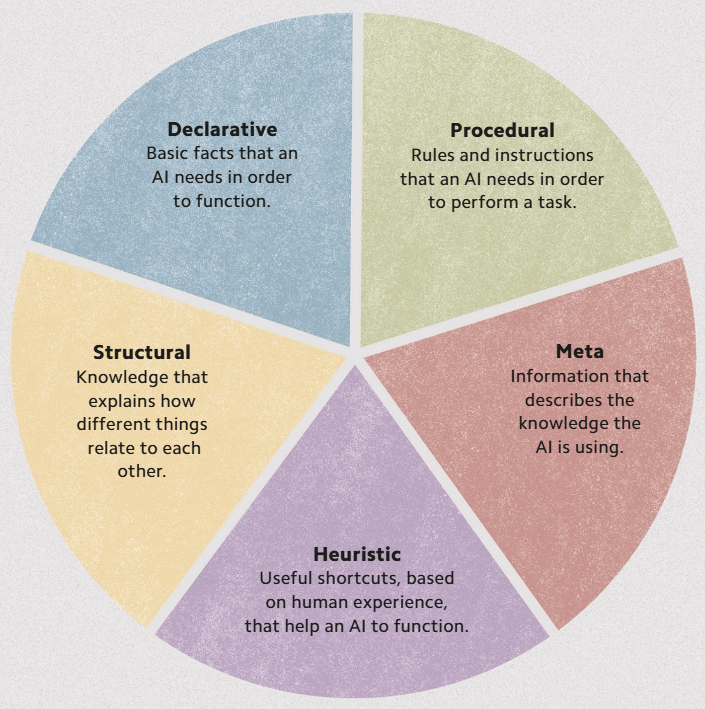 Declarative
Basic facts that an
AI needs in order
to function.
Procedural
Rules and instructions
that an AI needs in order
to perform a task.
Structural
Knowledge that
explains how
different things
relate to each
other.
Meta
Information that
describes the
knowledge the
AI is using.
Heuristic
Useful shortcuts, based
on human experience,
that help an AI to function.